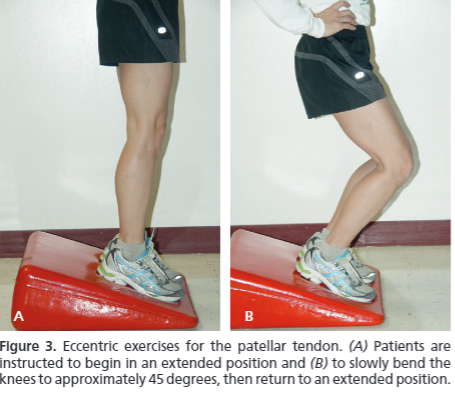 A
B
Figure 3. Eccentric exercises for the patellar tendon. (A) Patients are
instructed to begin in an extended position and (B) to slowly bend the
knees to approximately 45 degrees, then return to an extended position.